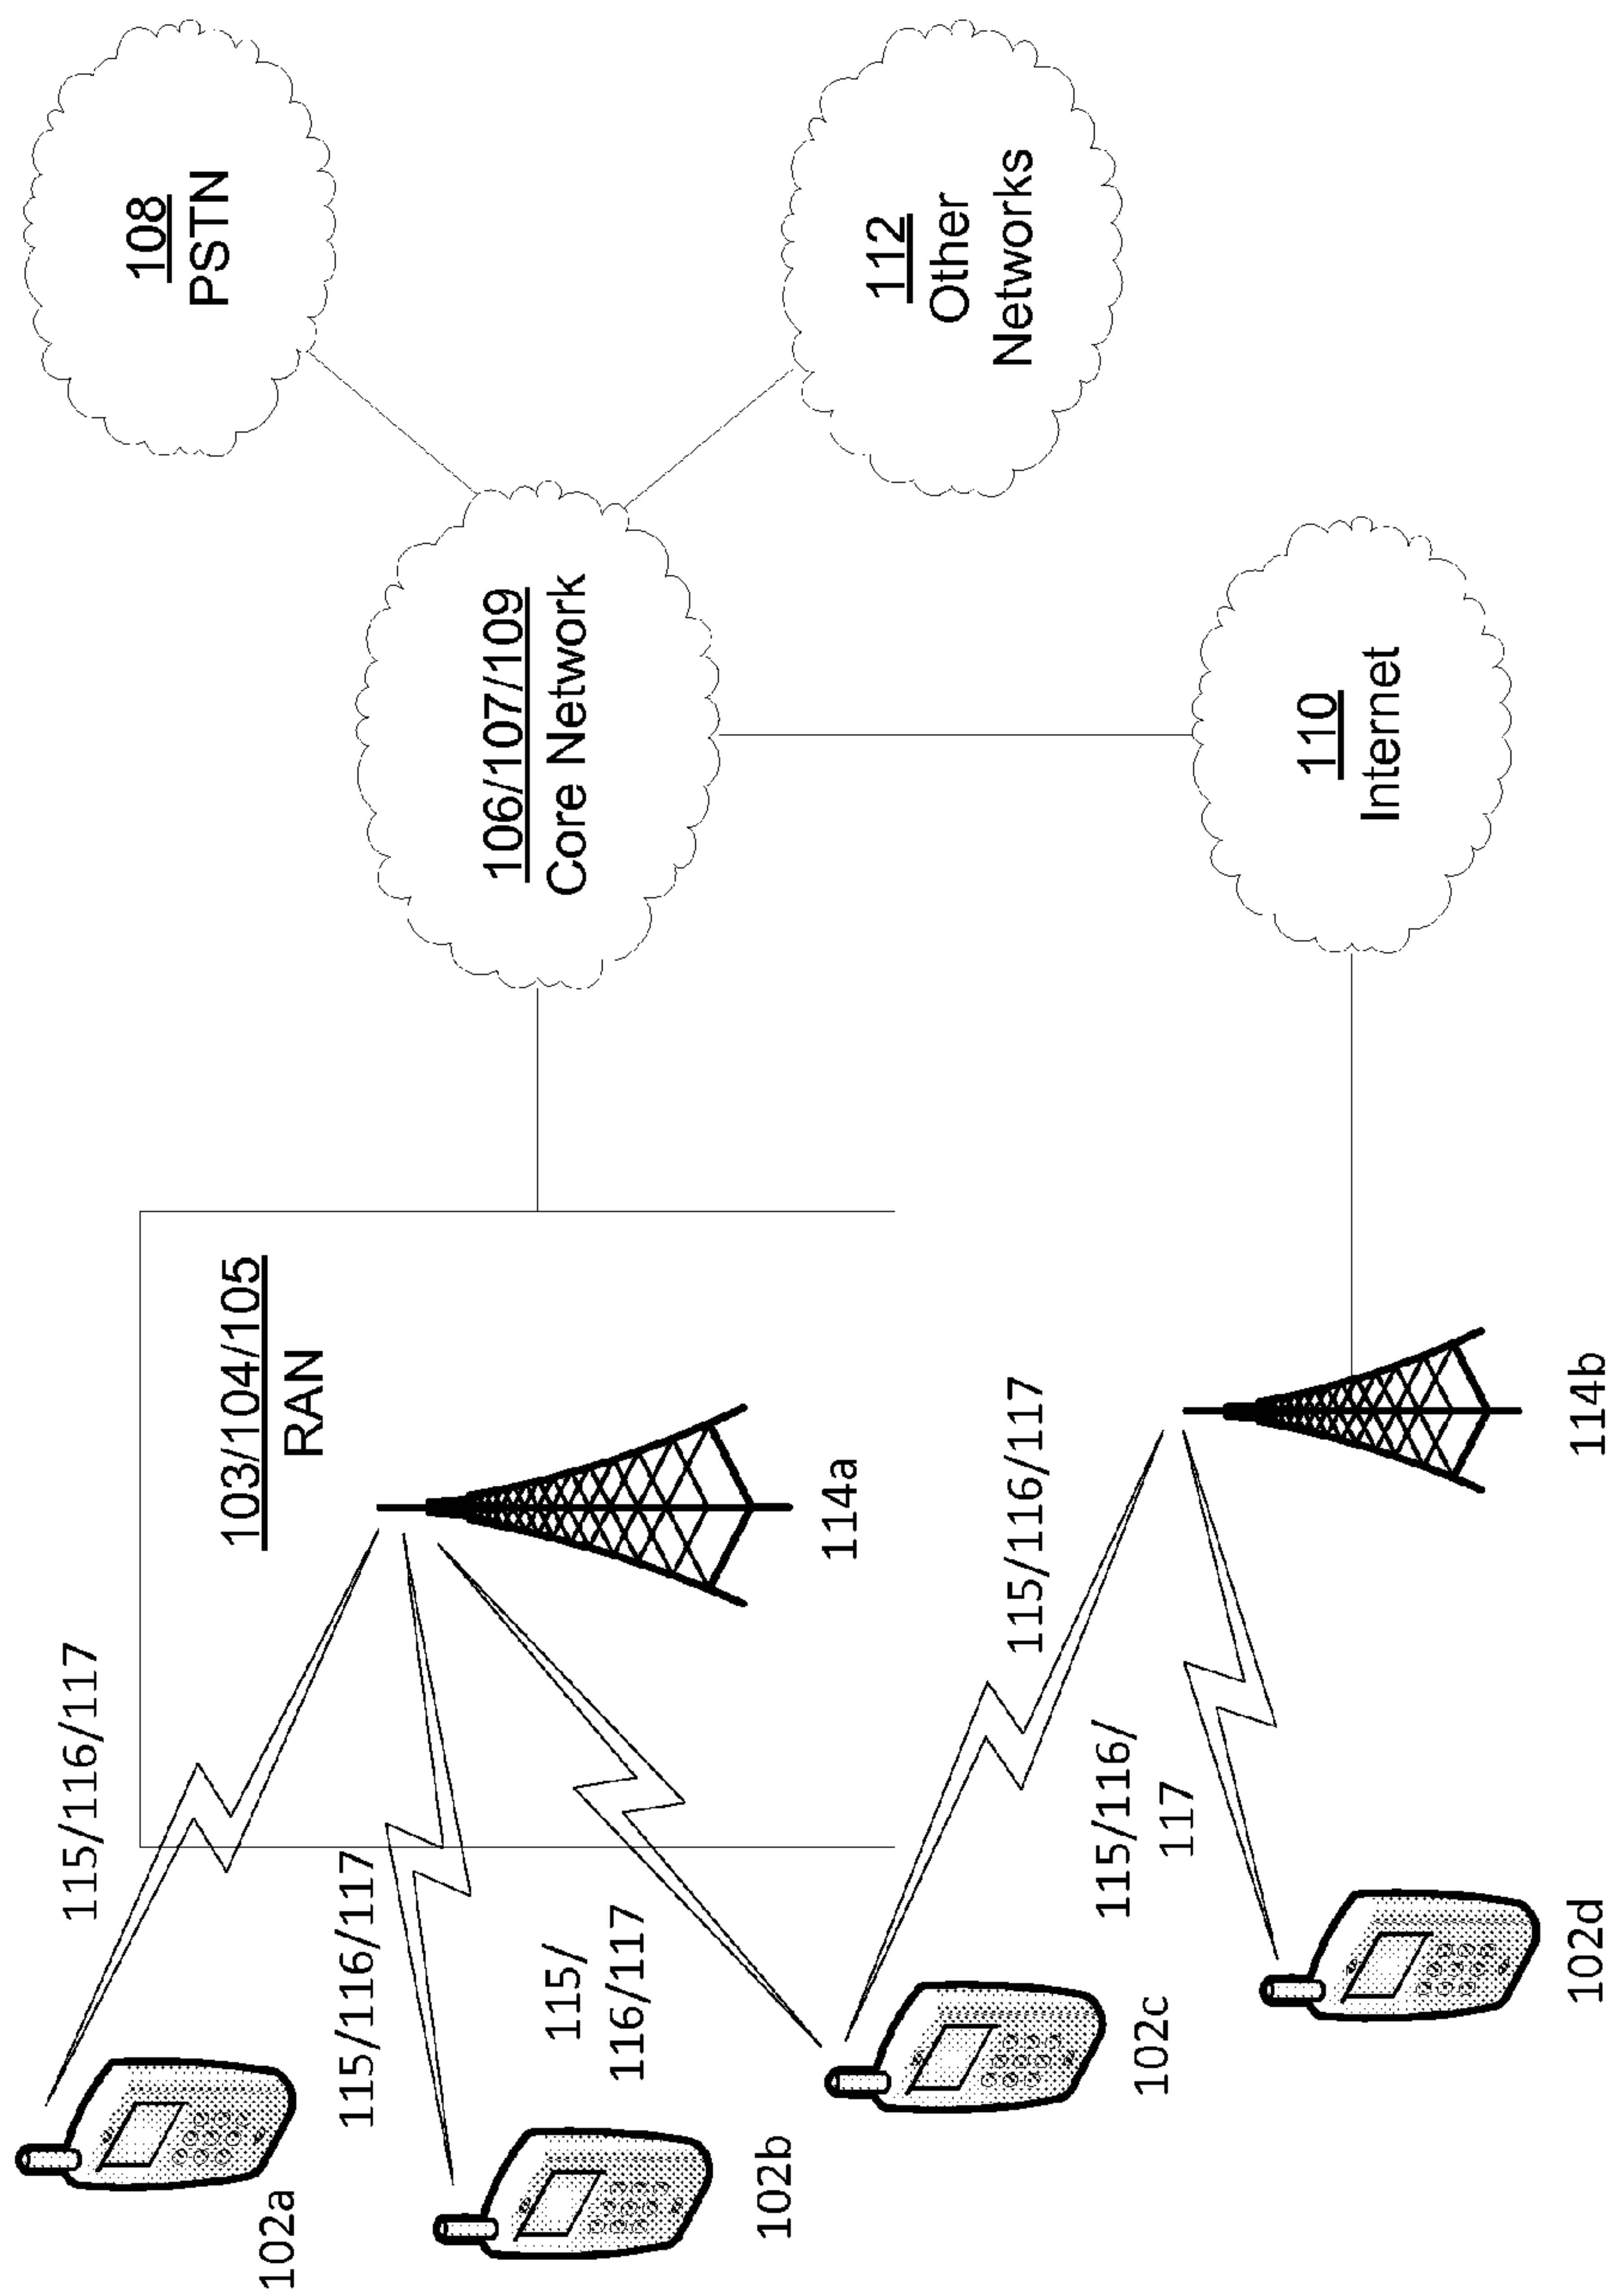 115/116/117
102a
103/104/105
RAN
115/116/117
102b
115/
116/117
114a
102c
115/116/117
115/116/
117
102d
114b
106/107/109
Core Network
108
PSTN
112
Other
Networks
110
Internet